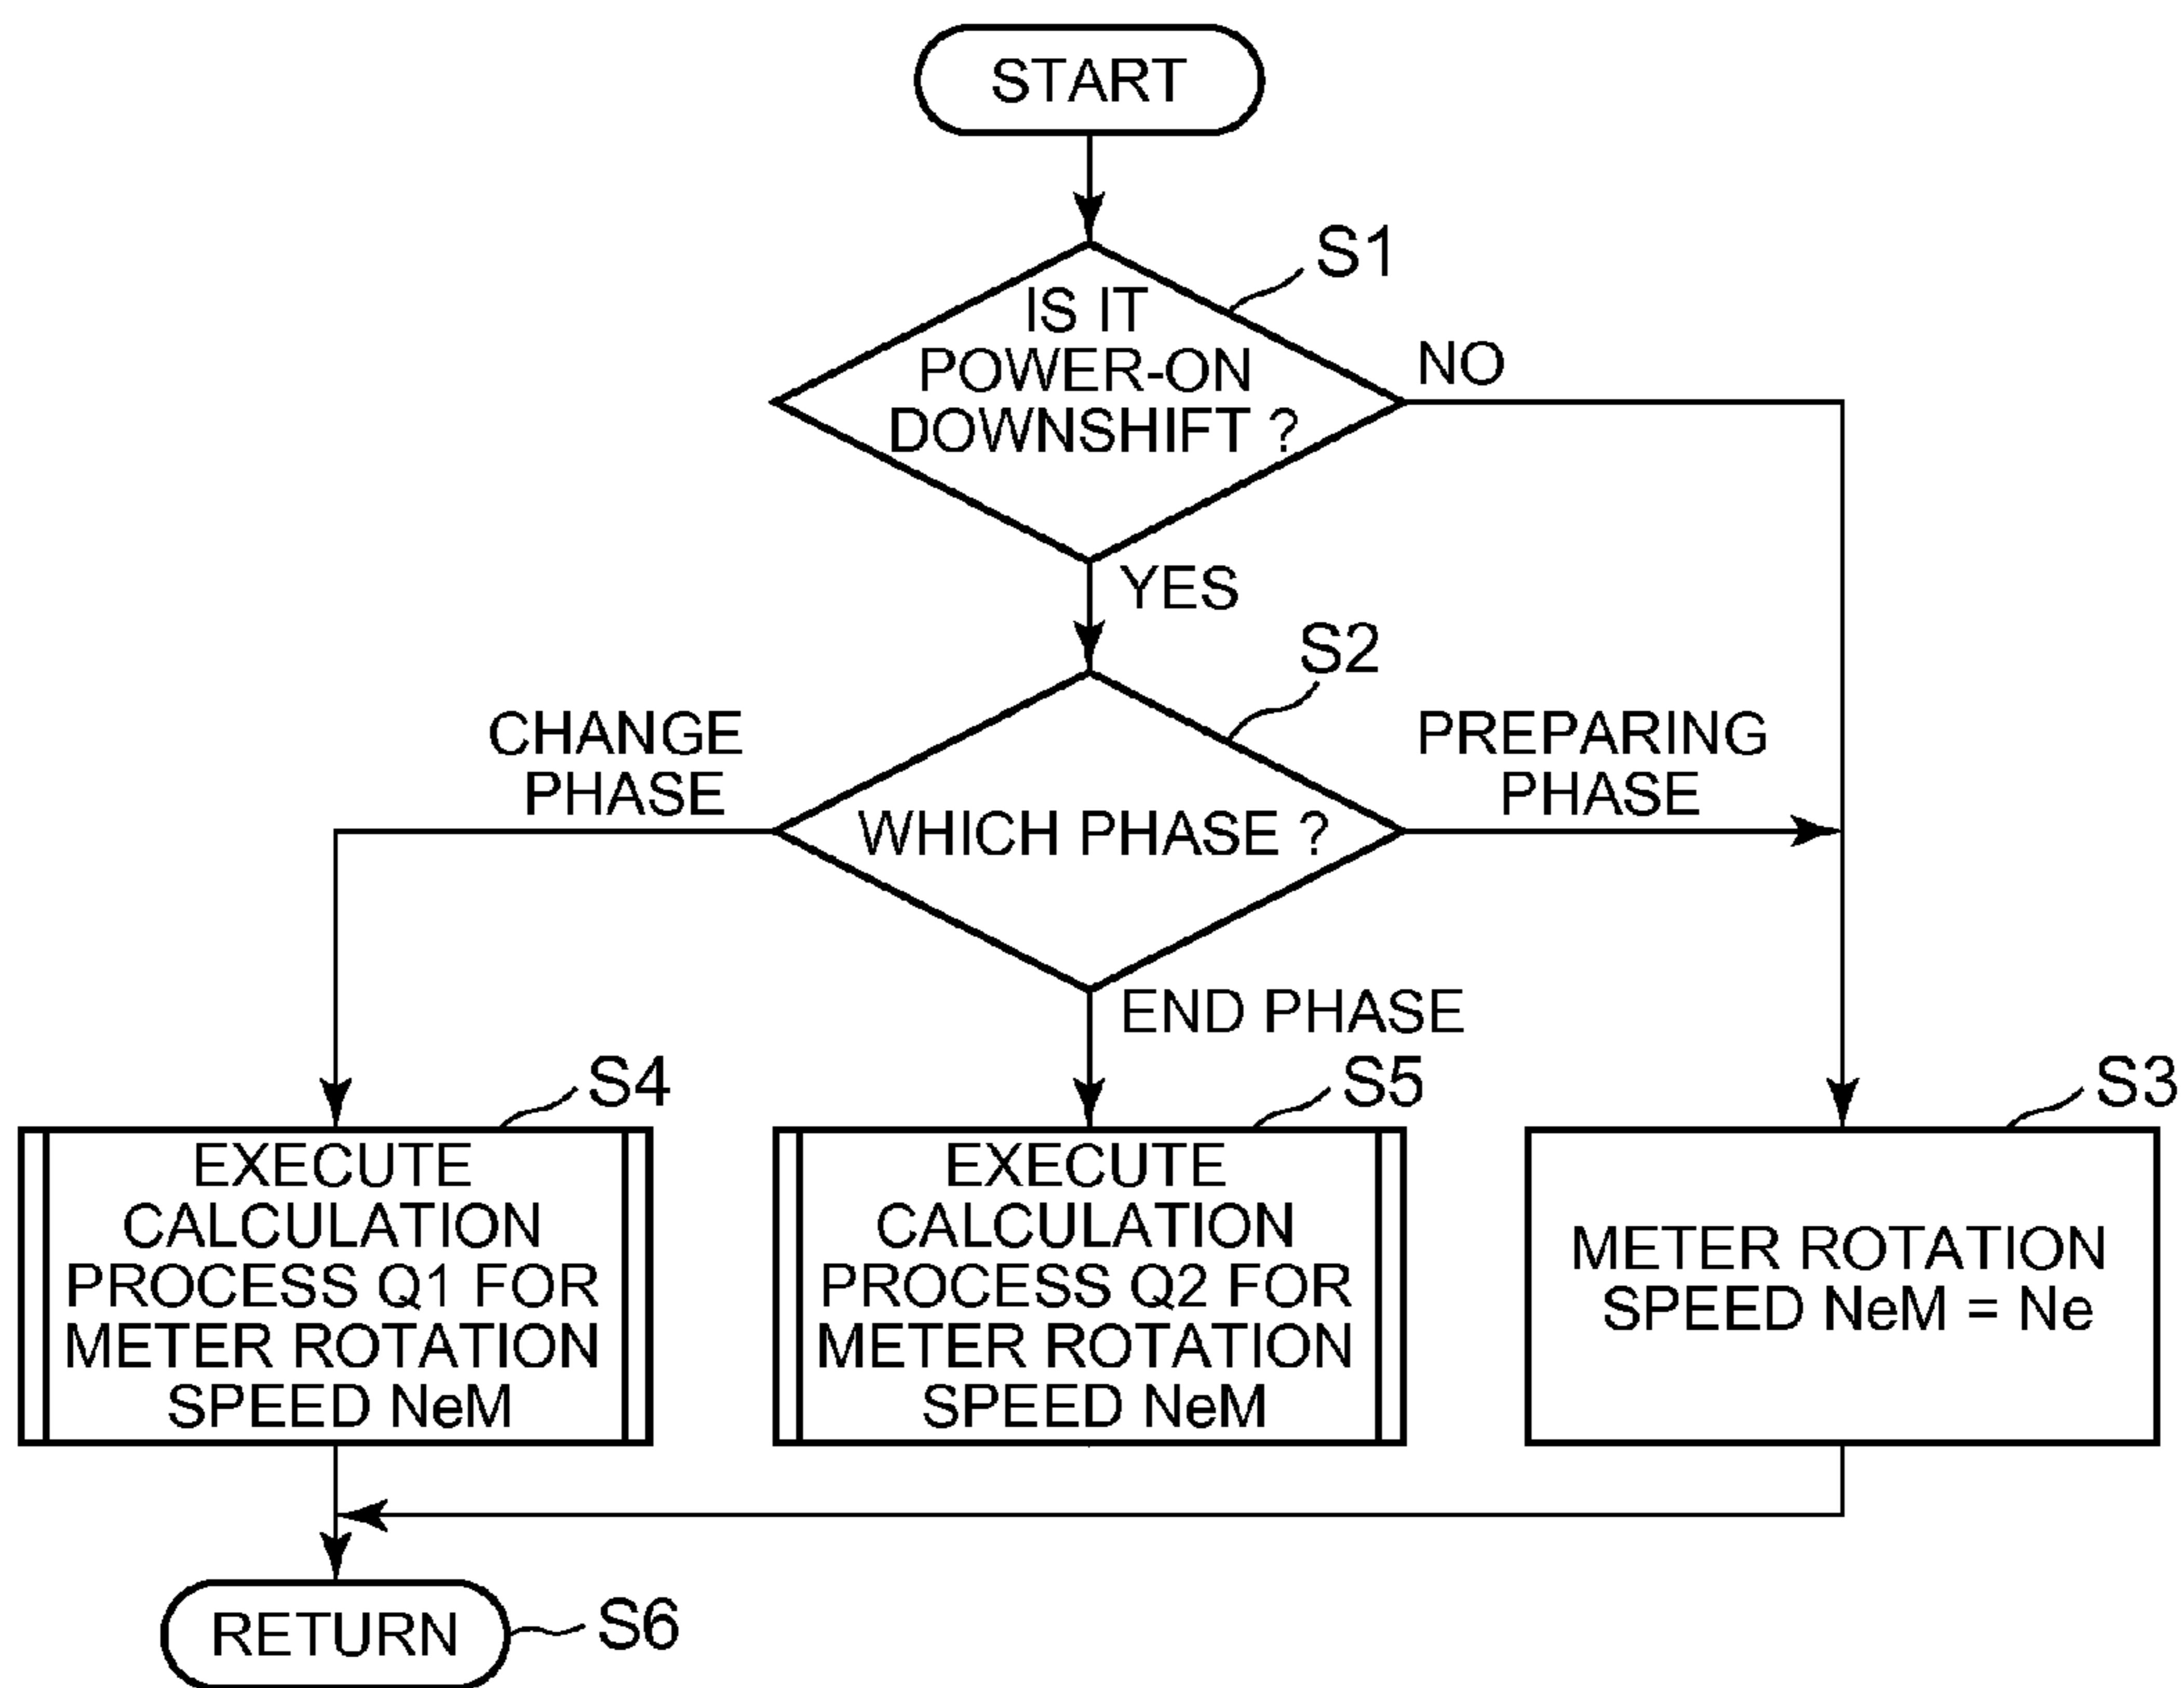 START
S1
IS IT
POWER-ON
DOWNSHIFT ?
NO
YES
S2
CHANGE
PHASE
WHICH PHASE ?
PREPARING
PHASE
END PHASE
S4
EXECUTE
CALCULATION
PROCESS Q1 FOR
METER ROTATION
SPEED NeM
S5
EXECUTE
CALCULATION
PROCESS Q2 FOR
METER ROTATION
SPEED NeM
S3
METER ROTATION
SPEED NeM = Ne
RETURN
S6